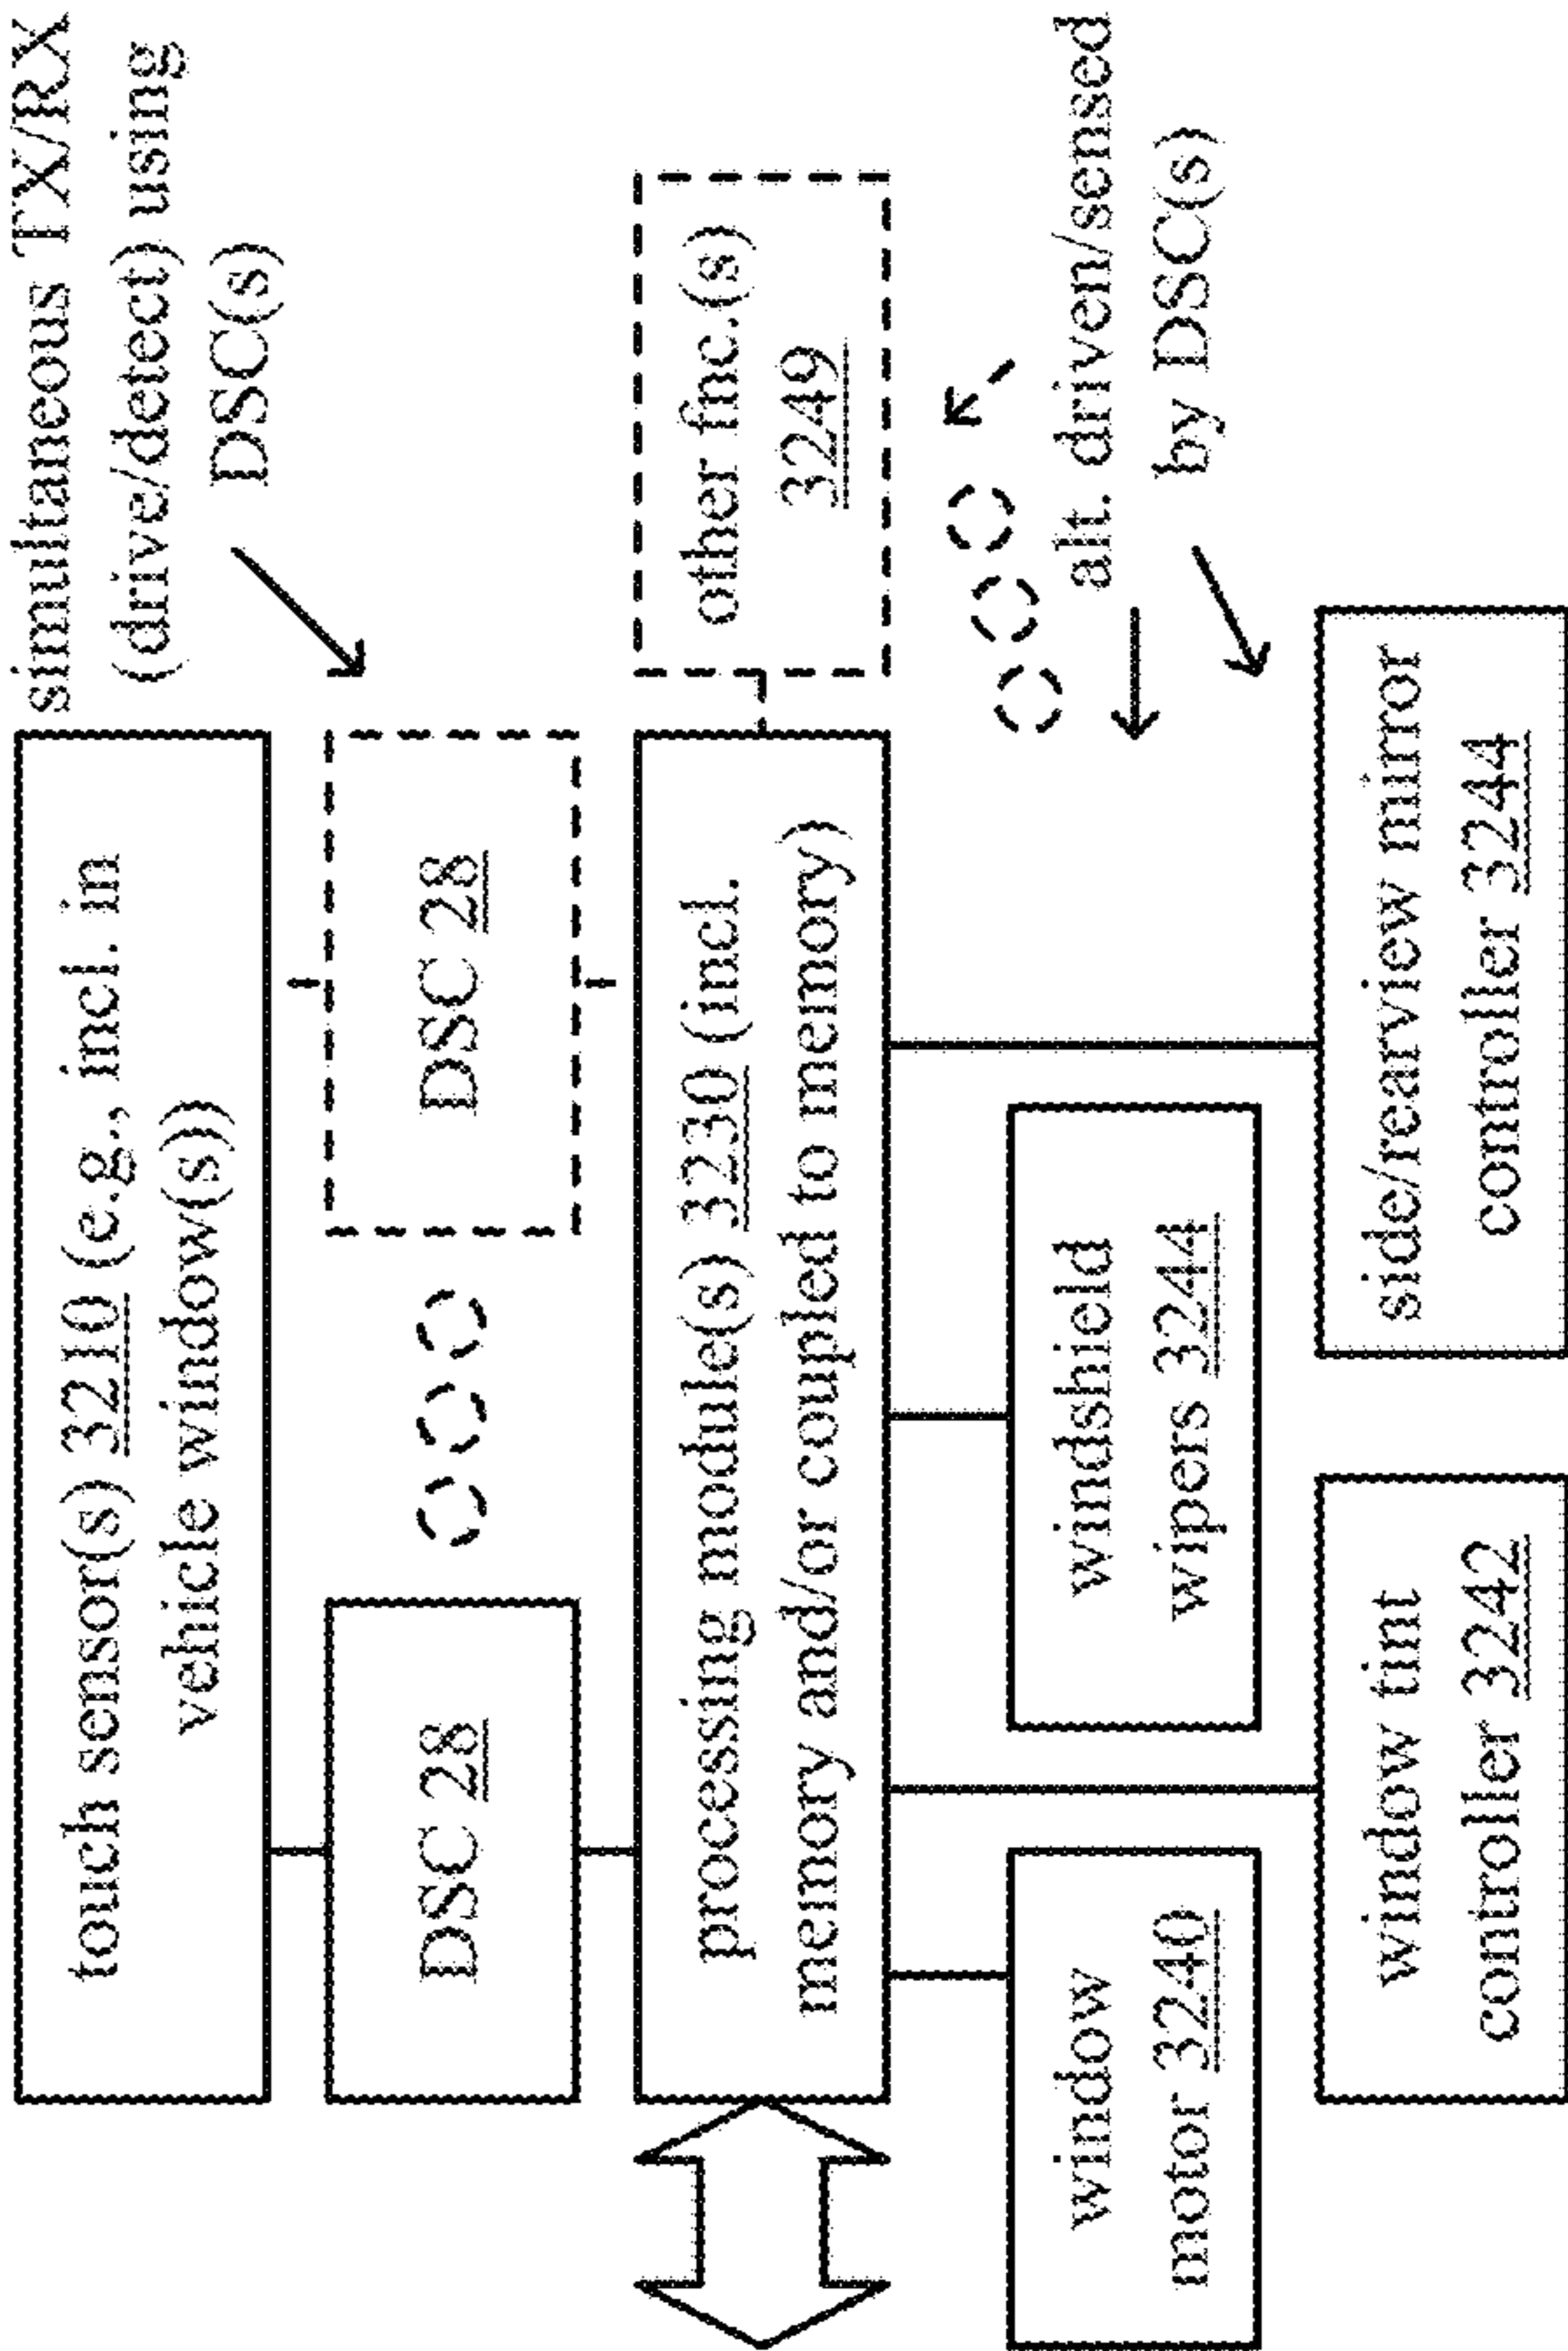 simultaneous TX/RX
(drive/detect) using
DSC(s)
touch sensor(s) 3210 (e.g., incl. in
vehicle window(s))
DSC 28
DSC 28
processing module(s) 3230 (incl.
memory and/or coupled to memory)
other fnc.(s)
3249
alt. driven/sensed
by DSC(s)
window
motor 3240
windshield
wipers 3244
window tint
controller 3242
side/rearview mirror
controller 3244